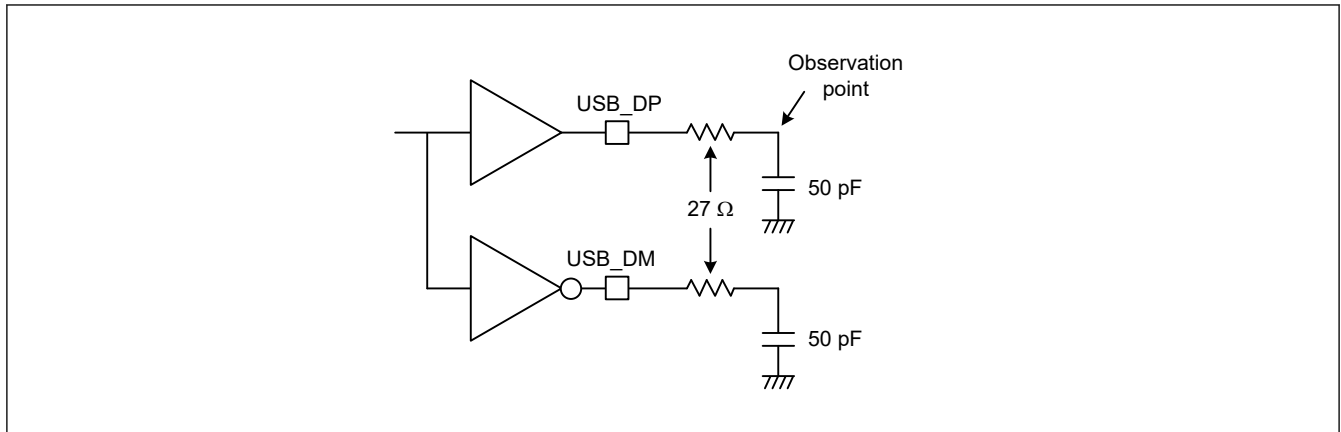 Observation
point
USB_DP
50 pF
27 Ω
USB_DM
50 pF